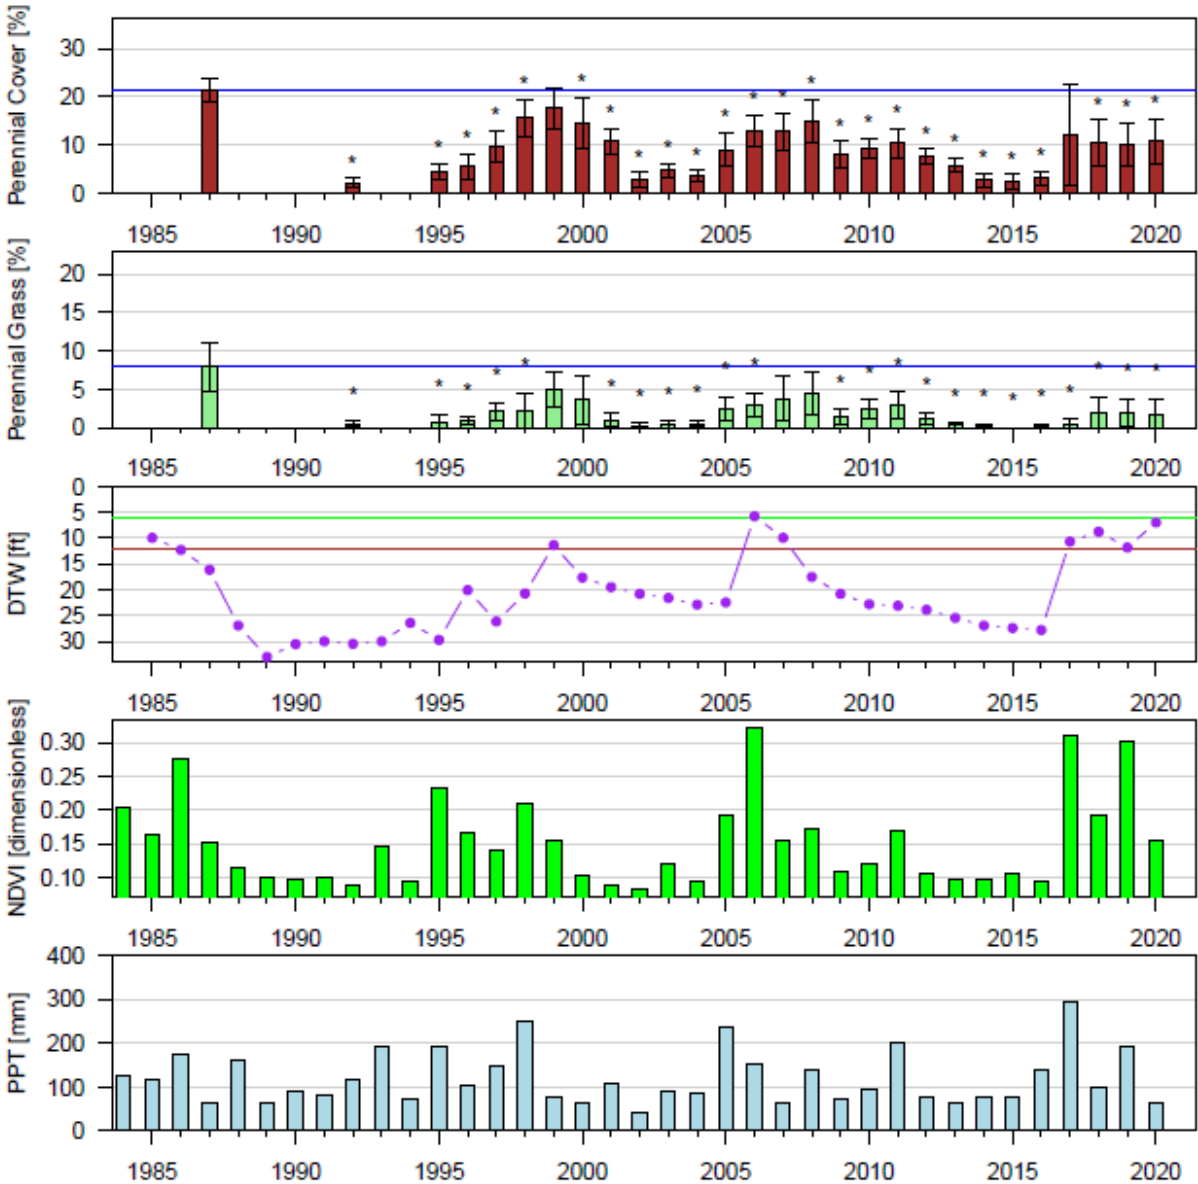 Perennial Cover [%]
30
20
10
0
* * * * * * * * * * * * * * * * * * * * * * * * *
1985 1990 1995 2000 2005 2010 2015 2020
Perennial Grass [%]
20
15
10
5
0
* * * * * * * * * * * * * * * * * * * * * * *
1985 1990 1995 2000 2005 2010 2015 2020
DTW [ft]
0
5
10
15
20
25
30
1985 1990 1995 2000 2005 2010 2015 2020
NDVI [dimensionless]
0.30
0.25
0.20
0.15
0.10
1985 1990 1995 2000 2005 2010 2015 2020
PPT [mm]
400
300
200
100
0
1985 1990 1995 2000 2005 2010 2015 2020